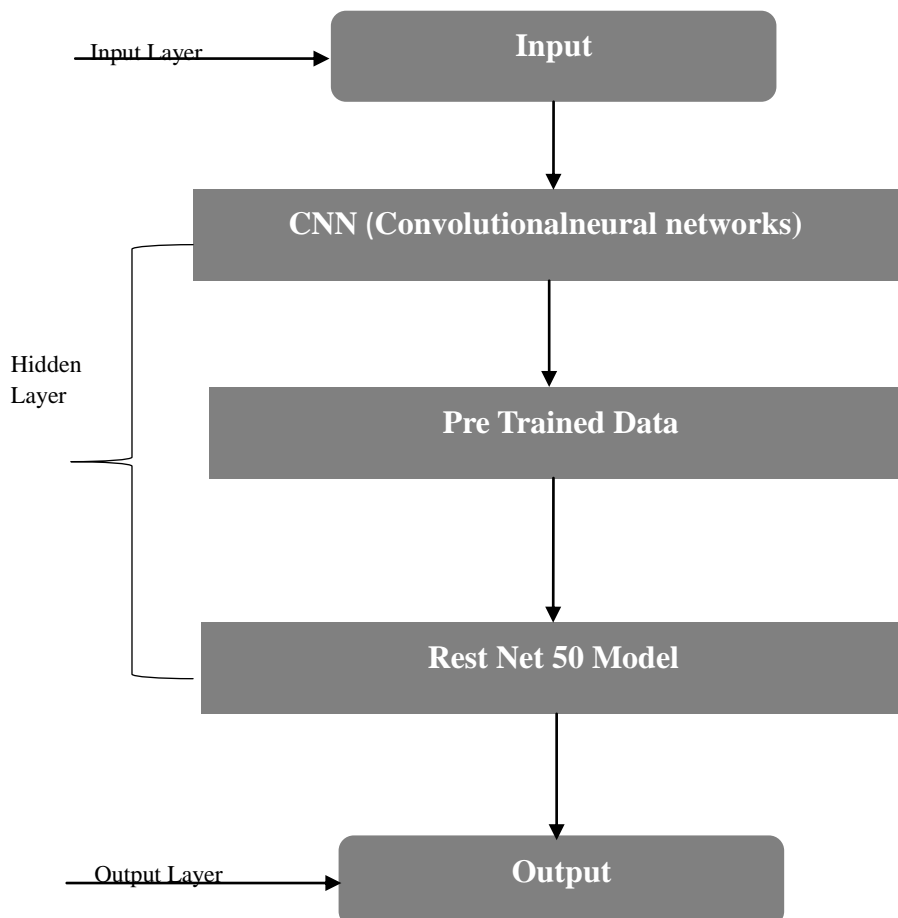 Input Layer
Input
CNN (Convolutionalneural networks)
Hidden
Layer
Pre Trained Data
Rest Net 50 Model
Output Layer
Output